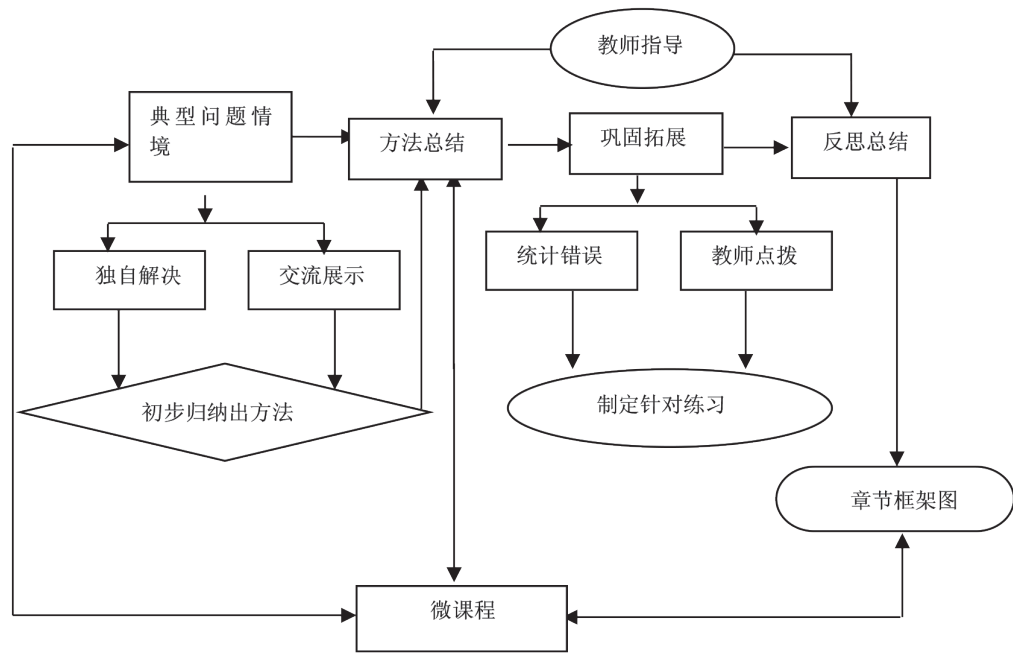 教师指导
典型问题情
境
方法总结
巩固拓展
反思总结
独自解决
交流展示
统计错误
教师点拨
初步归纳出方法
制定针对练习
章节框架图
微课程